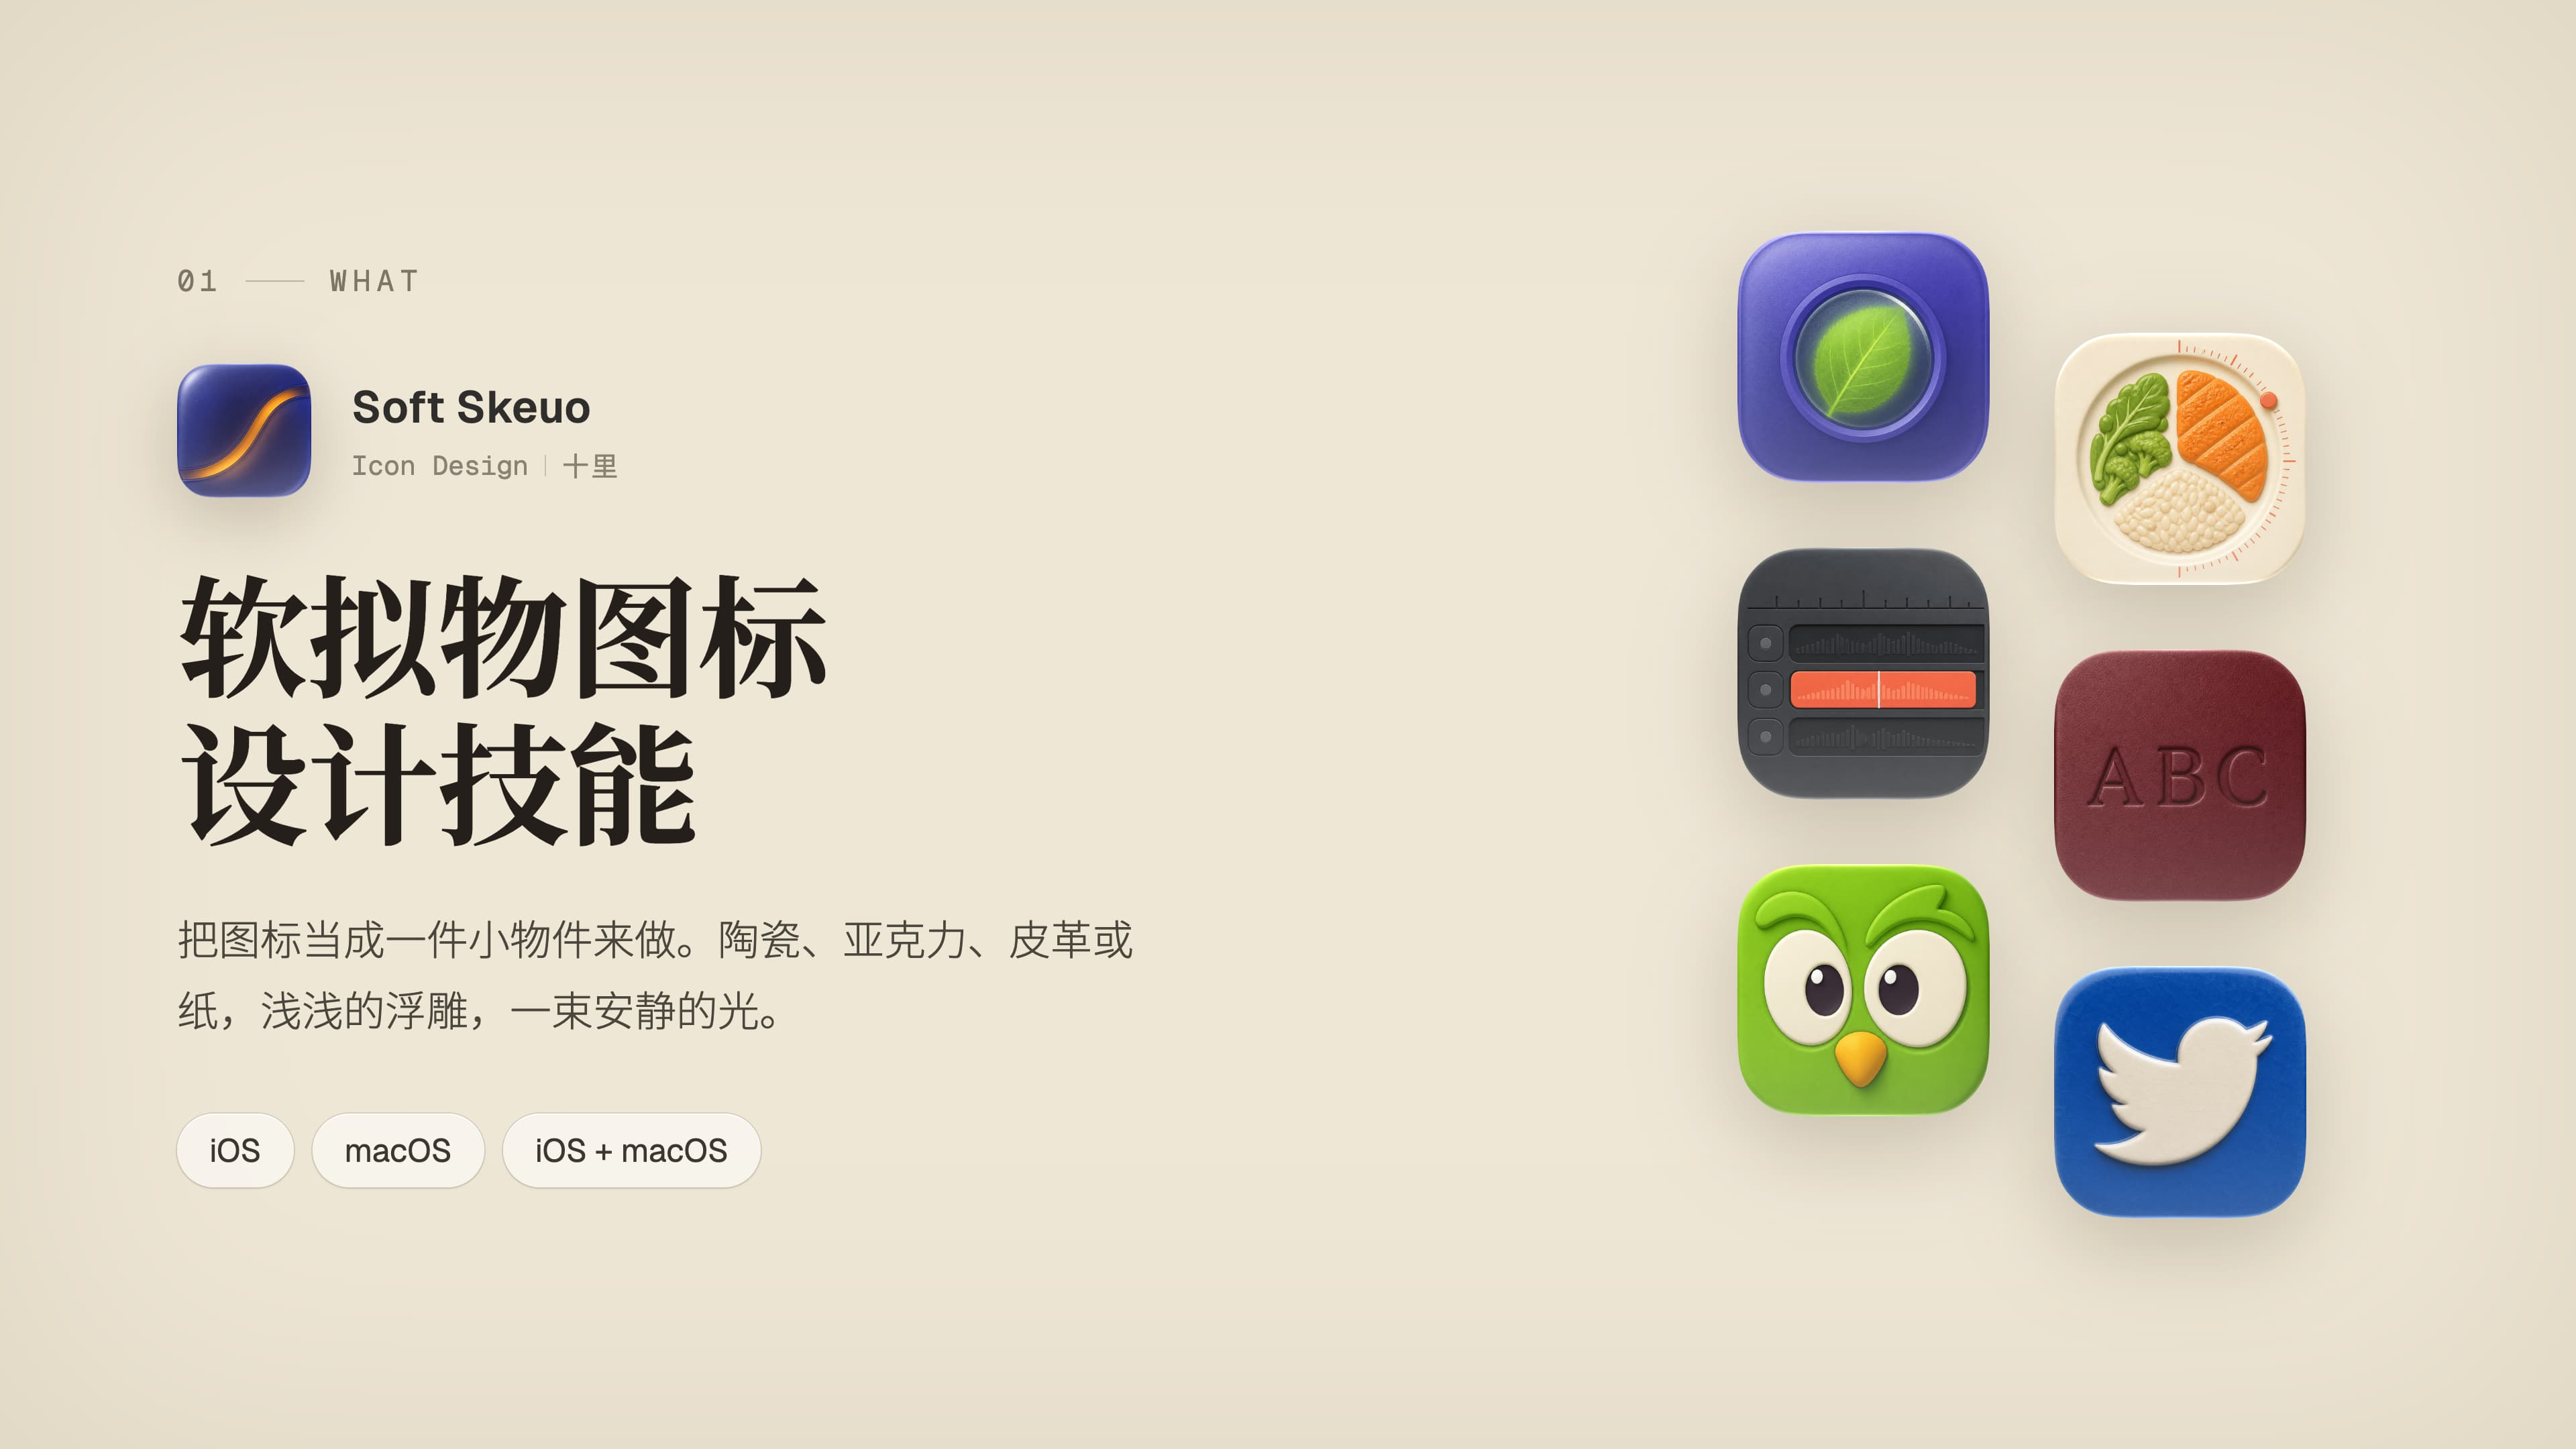 01 — WHAT
Soft Skeuo
Icon Design | 十里
软拟物图标
设计技能
把图标当成一件小物件来做。陶瓷、亚克力、皮革或
纸，浅浅的浮雕，一束安静的光。
iOS
macOS
iOS + macOS
ABC